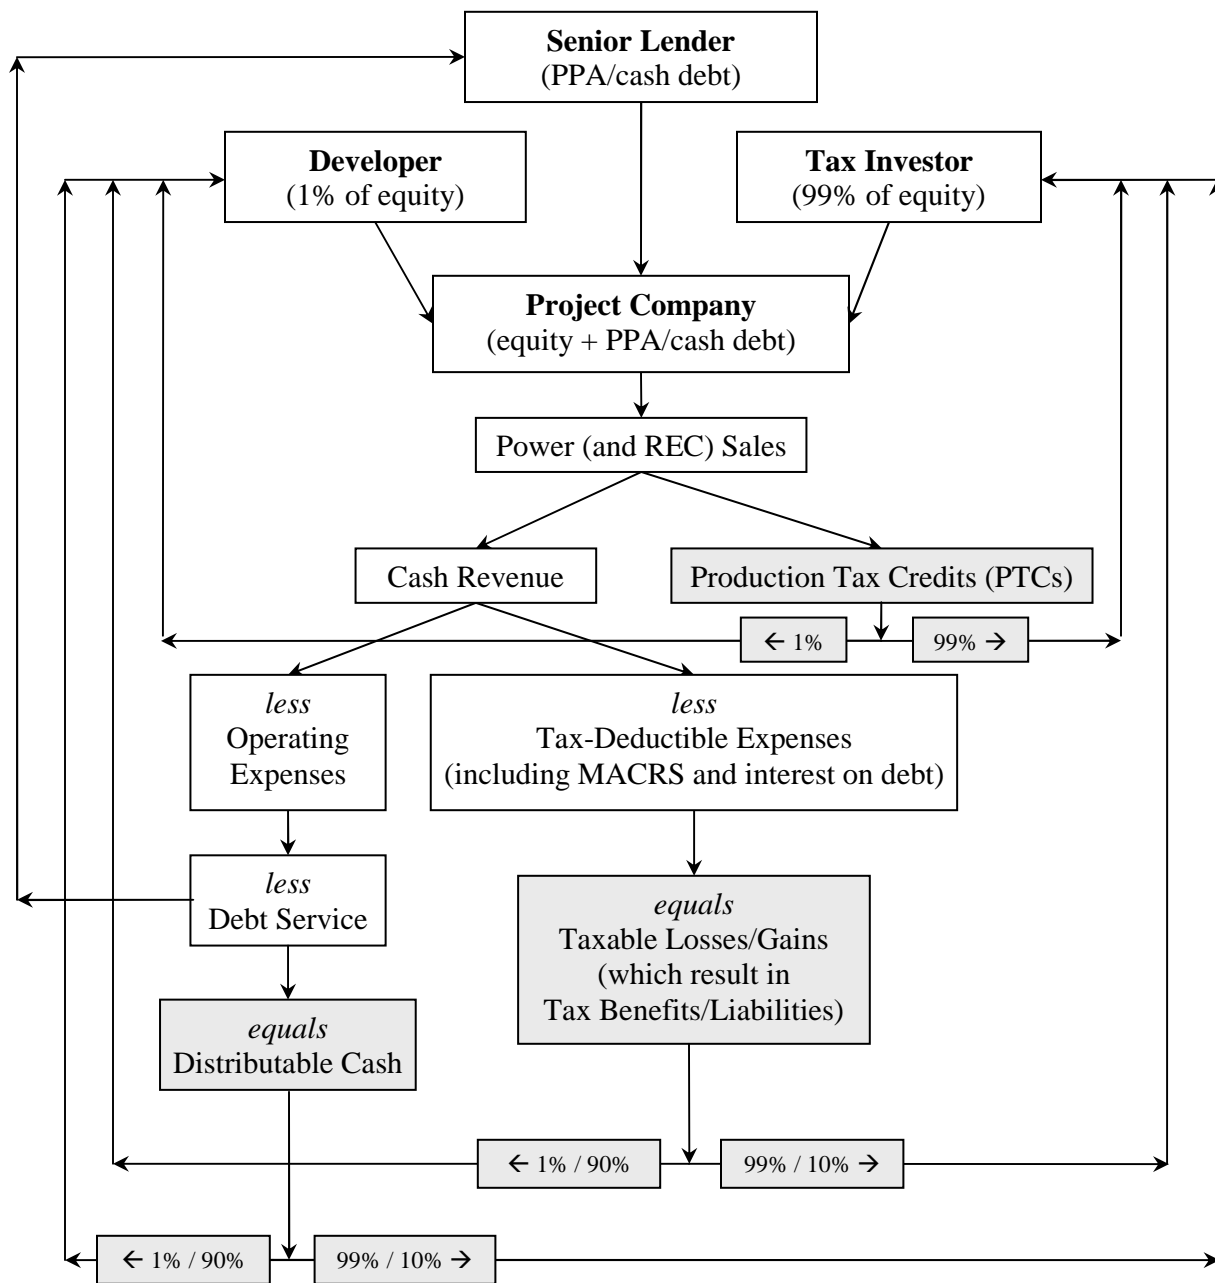 Senior Lender
(PPA/cash debt)
Developer
(1% of equity)
Tax Investor
(99% of equity)
Project Company
(equity + PPA/cash debt)
Power (and REC) Sales
Cash Revenue
Production Tax Credits (PTCs)
← 1%
99% →
less
Operating
Expenses
less
Tax-Deductible Expenses
(including MACRS and interest on debt)
less
Debt Service
equals
Taxable Losses/Gains
(which result in
Tax Benefits/Liabilities)
equals
Distributable Cash
← 1% / 90%
99% / 10% →
← 1% / 90%
99% / 10% →